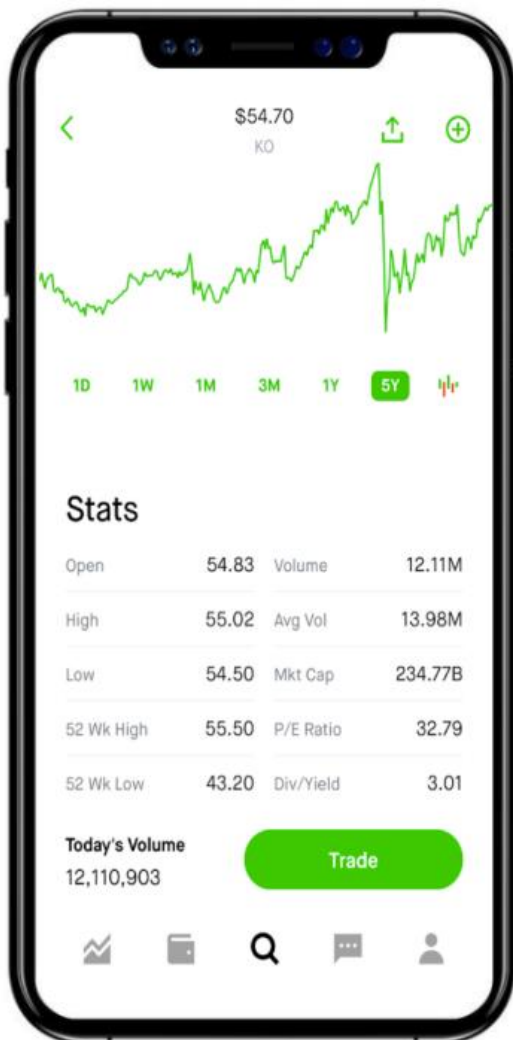 $54.70
KO
1D 1W 1M 3M 1Y 5Y
Stats
Open 54.83 Volume 12.11M
High 55.02 Avg Vol 13.98M
Low 54.50 Mkt Cap 234.77B
52 Wk High 55.50 P/E Ratio 32.79
52 Wk Low 43.20 Div/Yield 3.01
Today's Volume
12,110,903
Trade